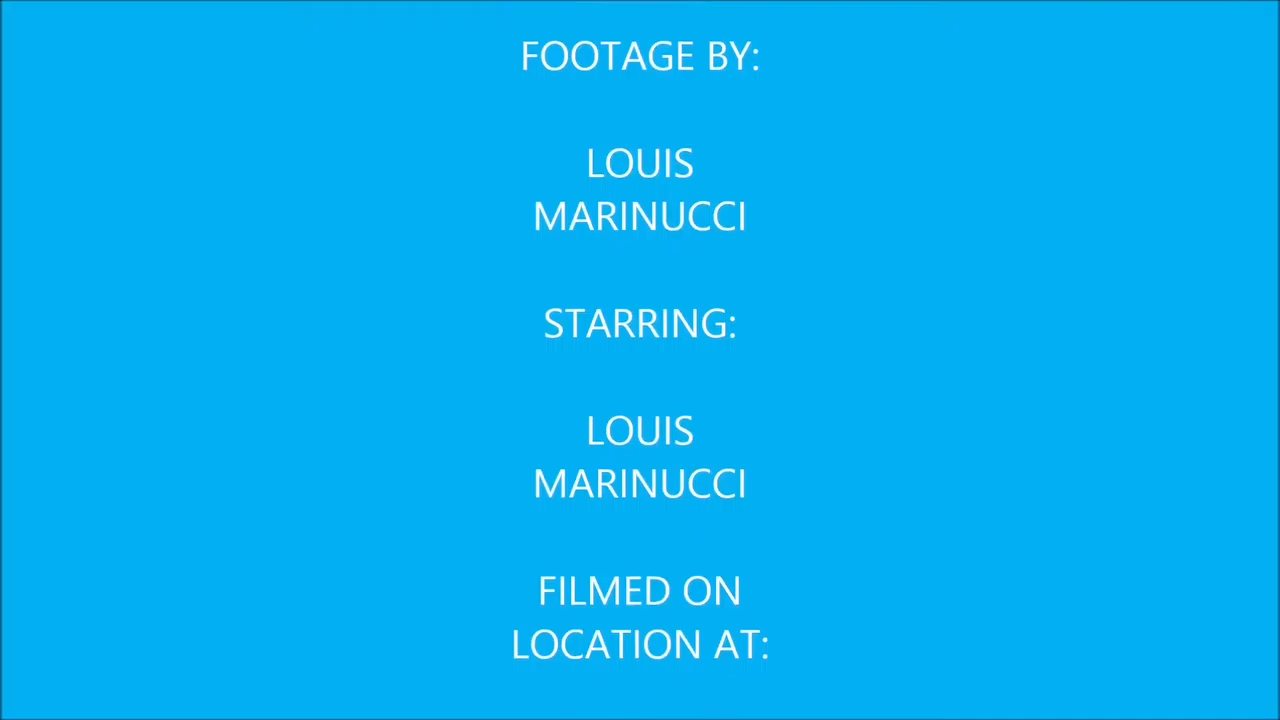 FOOTAGE BY:
LOUIS
MARINUCCI
STARRING:
LOUIS
MARINUCCI
FILMED ON
LOCATION AT: